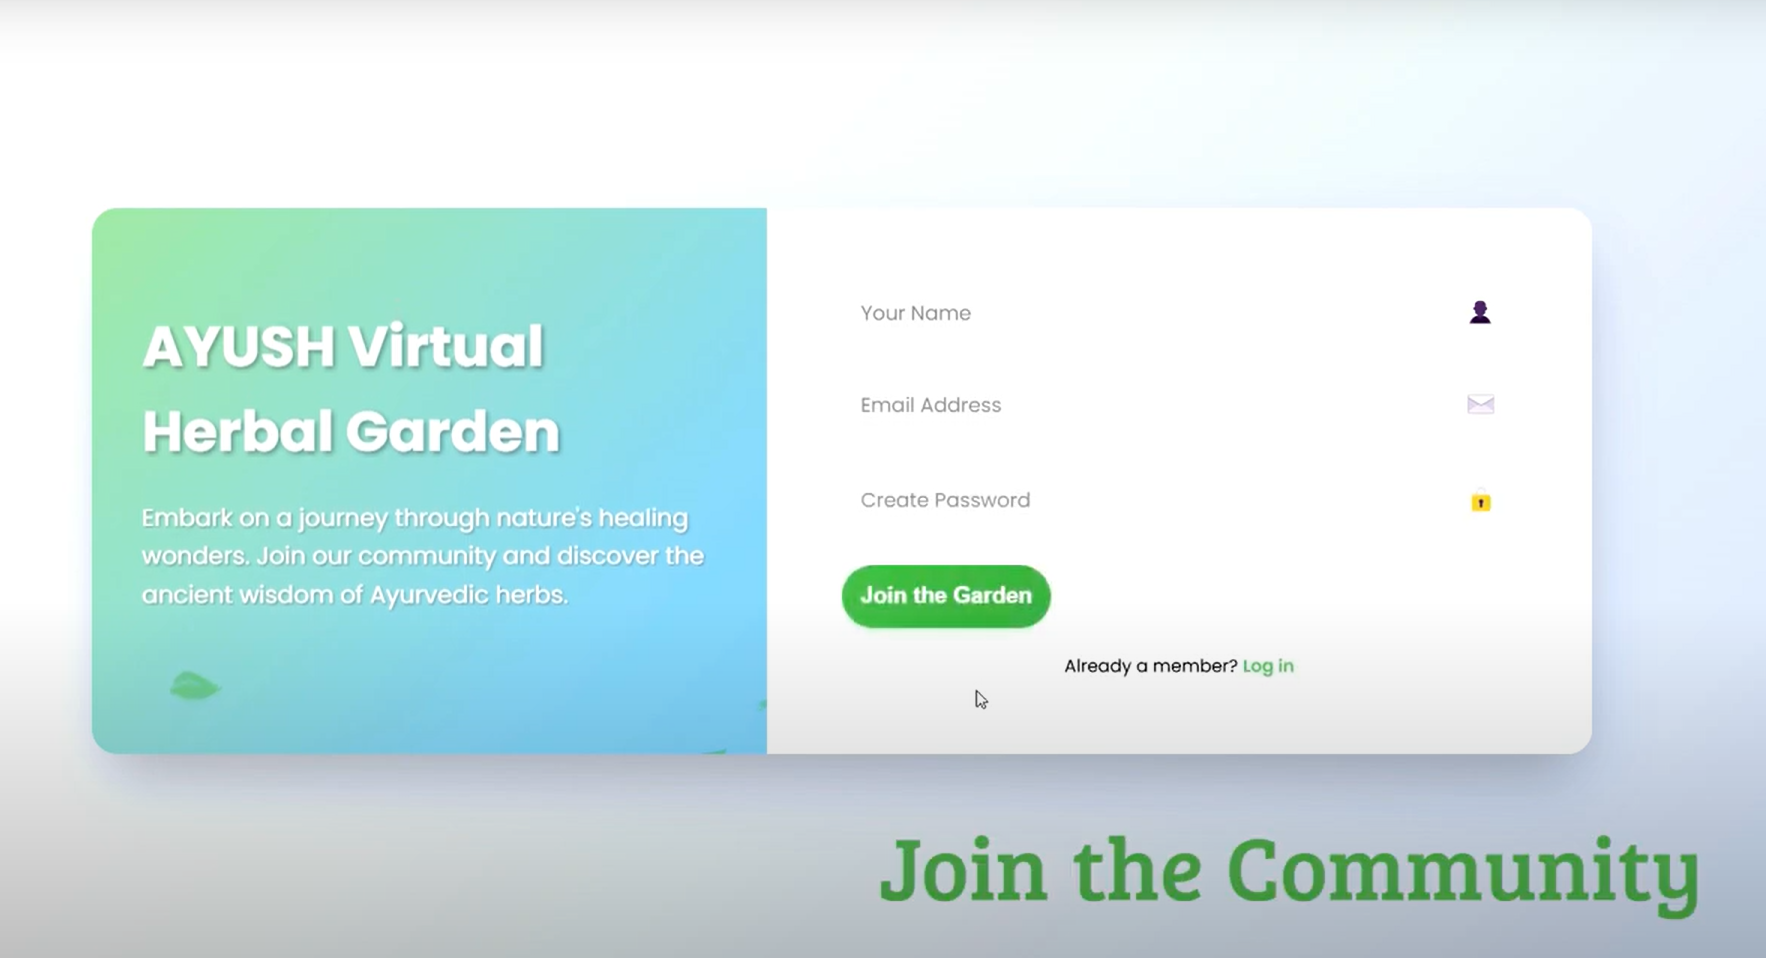 AYUSH Virtual
Herbal Garden
Embark on a journey through nature's healing
wonders. Join our community and discover the
ancient wisdom of Ayurvedic herbs.
Your Name
Email Address
Create Password
Join the Garden
Already a member? Log in
Join the Community